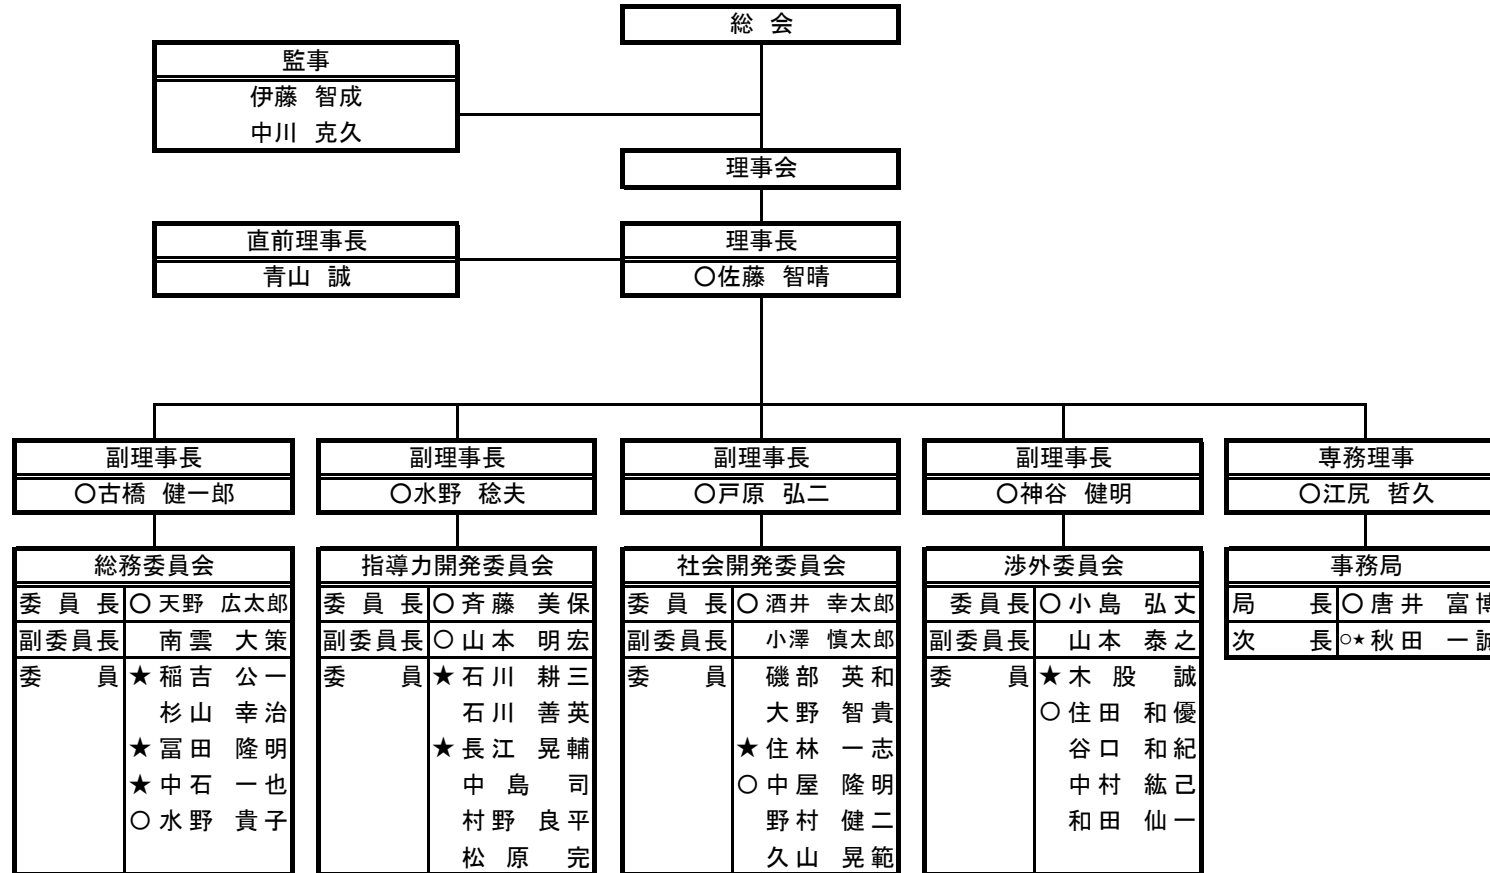 総 会
監事
伊藤 智成
中川 克久
理事会
直前理事長
青山 誠
理事長
〇佐藤 智晴
副理事長
〇古橋 健一郎
副理事長
〇水野 稔夫
副理事長
〇戸原 弘二
副理事長
〇神谷 健明
専務理事
〇江尻 哲久
総務委員会
委員長 〇天野 広太郎
副委員長 南雲 大策
委員 ★稲吉 公一
杉山 幸治
★冨田 隆明
★中石 一也
〇水野 貴子
指導力開発委員会
委員長 〇斉藤 美保
副委員長 〇山本 明宏
委員 ★石川 耕三
石川 善英
★長江 晃輔
中島 司
村野 良平
松原 完
社会開発委員会
委員長 〇酒井 幸太郎
副委員長 小澤 慎太郎
委員 磯部 英和
大野 智貴
★住林 一志
〇中屋 隆明
野村 健二
久山 晃範
渉外委員会
委員長 〇小島 弘丈
副委員長 山本 泰之
委員 ★木股 誠
〇住田 和優
谷口 和紀
中村 紘己
和田 仙一
事務局
局長 〇唐井 富博
次長 ○★秋田 一誠